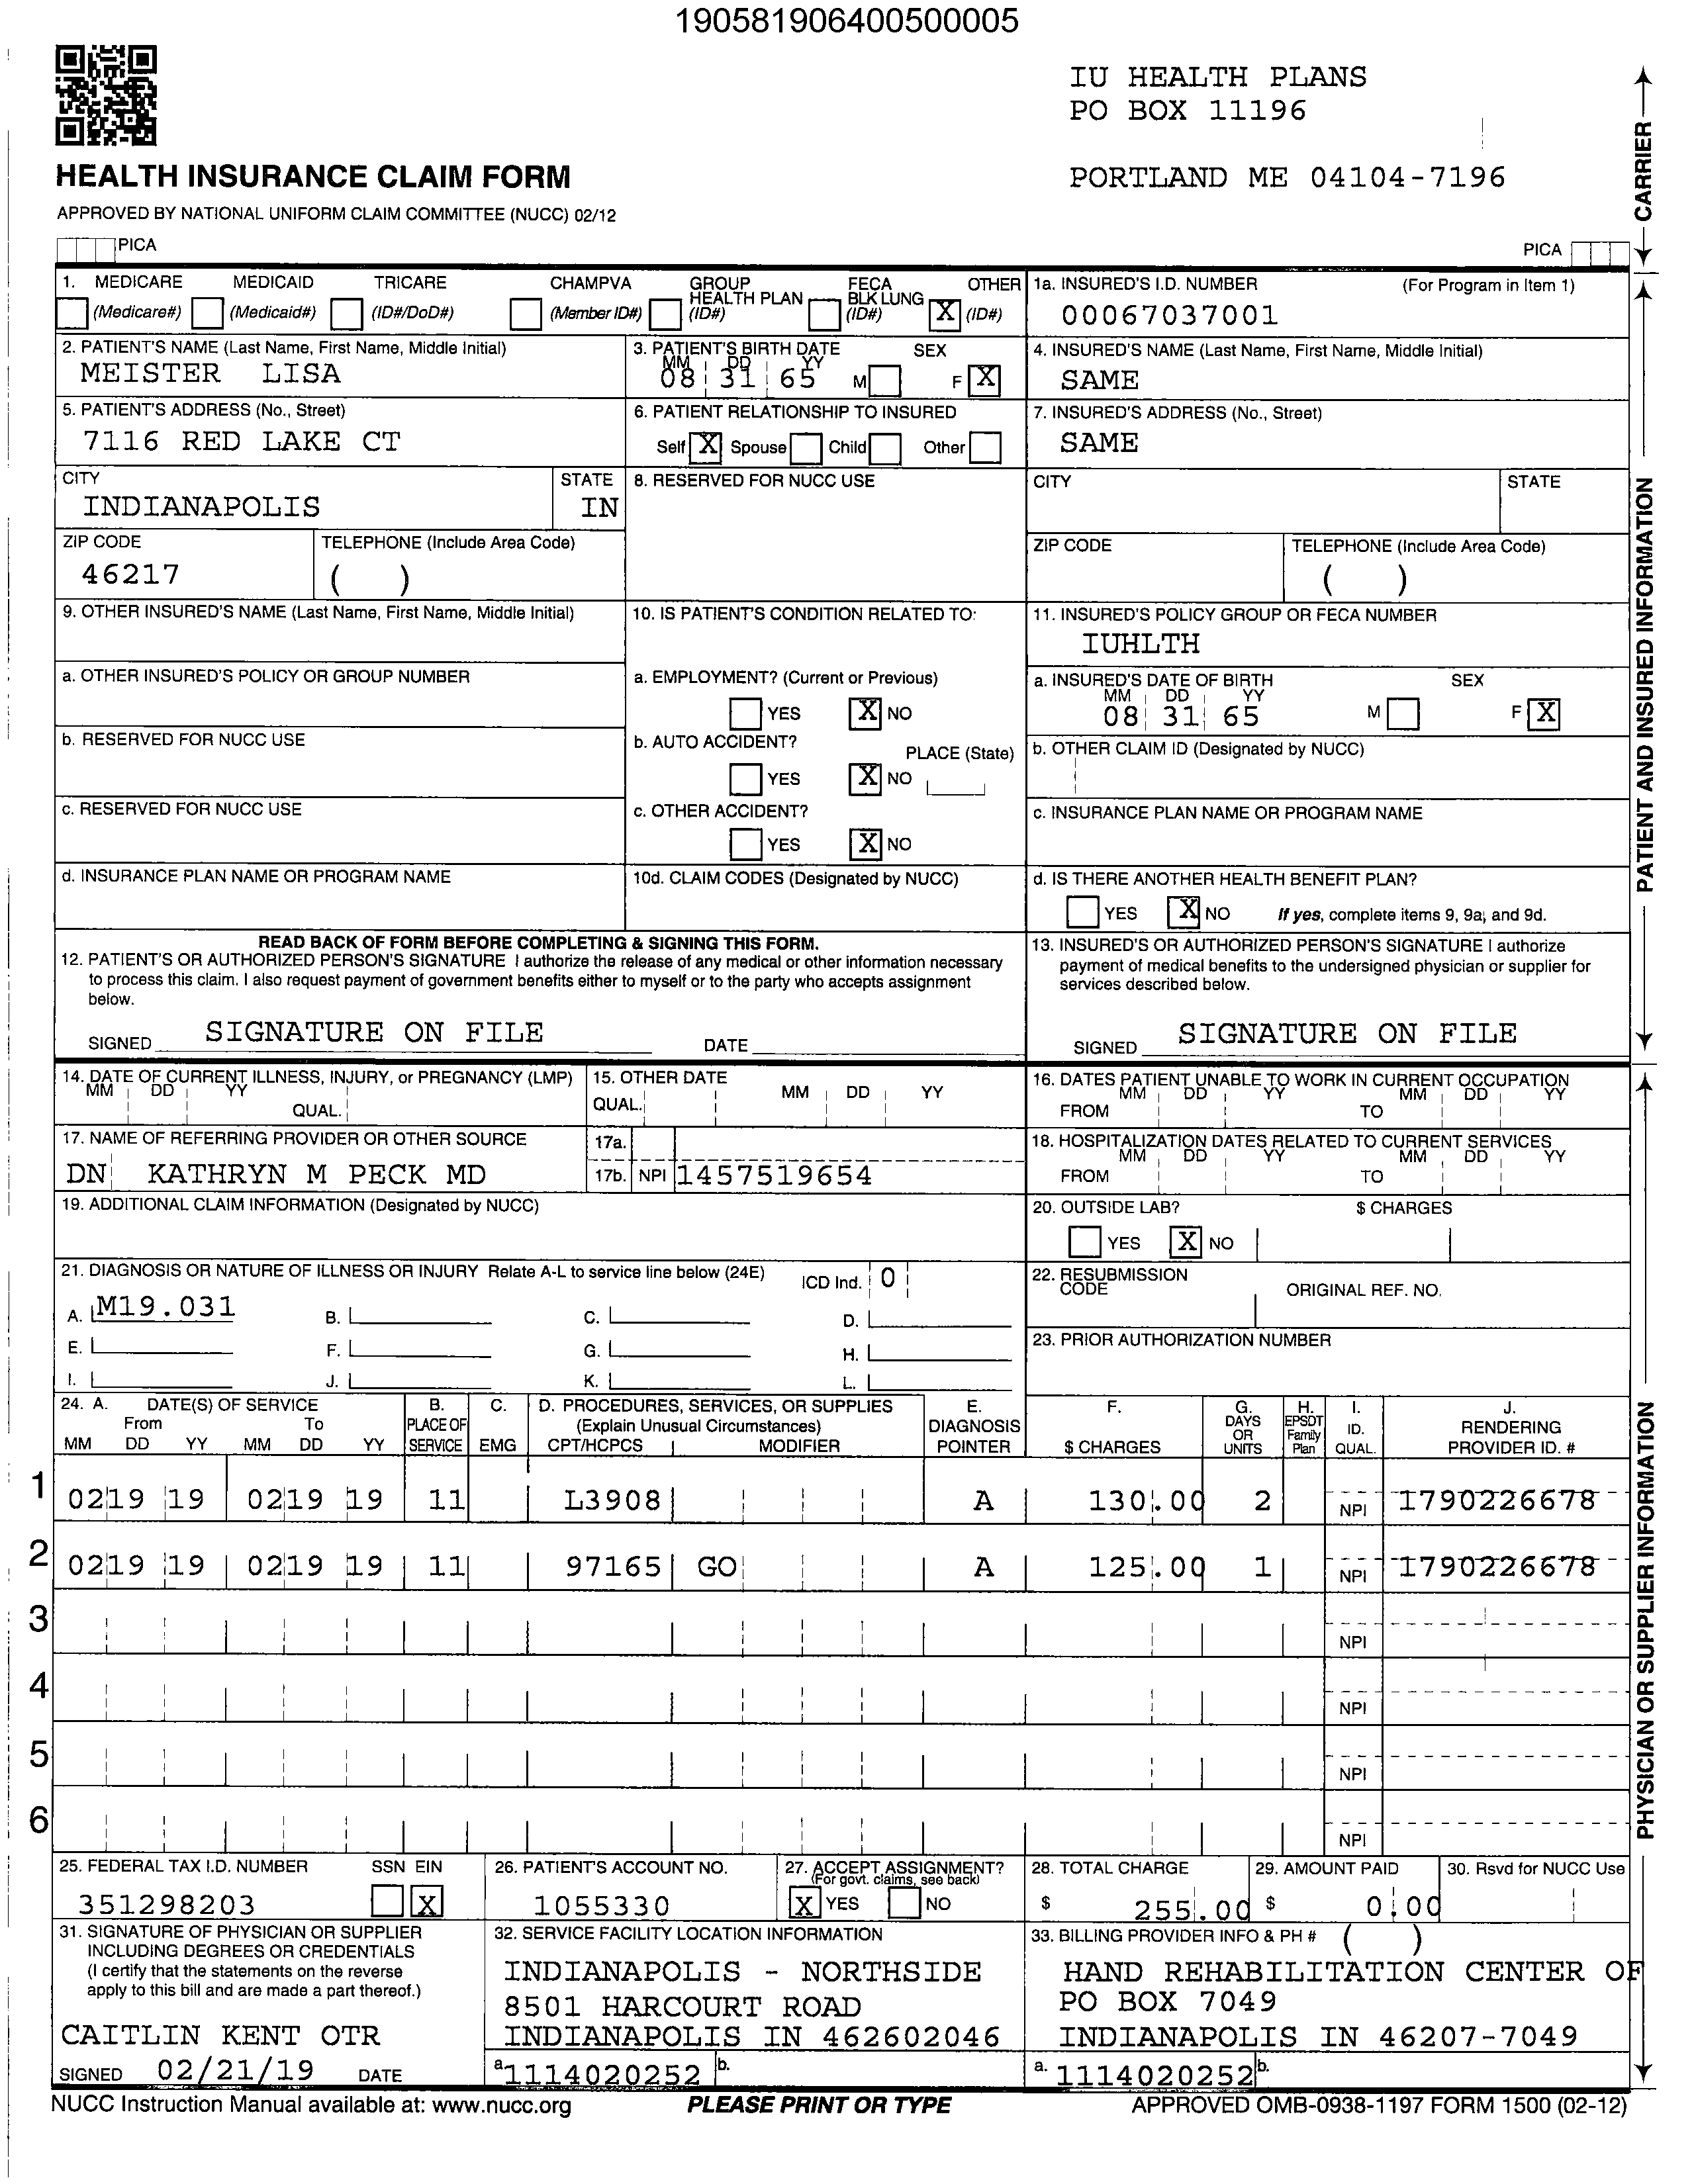 190581906400500005
IU HEALTH PLANS
PO BOX 11196
PORTLAND ME 04104-7196
CARRIER
HEALTH INSURANCE CLAIM FORM
APPROVED BY NATIONAL UNIFORM CLAIM COMMITTEE (NUCC) 02/12
PICA
PICA
1. MEDICARE MEDICAID TRICARE CHAMPVA GROUP HEALTH PLAN FECA BLK LUNG OTHER
(Medicare#) (Medicaid#) (ID#/DoD#) (Member ID#) (ID#) (ID#) X (ID#)
1a. INSURED'S I.D. NUMBER (For Program in Item 1)
00067037001
2. PATIENT'S NAME (Last Name, First Name, Middle Initial)
MEISTER LISA
3. PATIENT'S BIRTH DATE SEX
MM DD YY
08 31 65 M F X
4. INSURED'S NAME (Last Name, First Name, Middle Initial)
SAME
5. PATIENT'S ADDRESS (No., Street)
7116 RED LAKE CT
6. PATIENT RELATIONSHIP TO INSURED
Self X Spouse Child Other
7. INSURED'S ADDRESS (No., Street)
SAME
CITY STATE
INDIANAPOLIS IN
8. RESERVED FOR NUCC USE
CITY STATE
ZIP CODE TELEPHONE (Include Area Code)
46217 ( )
ZIP CODE TELEPHONE (Include Area Code)
( )
9. OTHER INSURED'S NAME (Last Name, First Name, Middle Initial)
10. IS PATIENT'S CONDITION RELATED TO:
11. INSURED'S POLICY GROUP OR FECA NUMBER
IUHLTH
a. OTHER INSURED'S POLICY OR GROUP NUMBER
a. EMPLOYMENT? (Current or Previous)
YES X NO
a. INSURED'S DATE OF BIRTH SEX
MM DD YY
08 31 65 M F X
b. RESERVED FOR NUCC USE
b. AUTO ACCIDENT? PLACE (State)
YES X NO
b. OTHER CLAIM ID (Designated by NUCC)
c. RESERVED FOR NUCC USE
c. OTHER ACCIDENT?
YES X NO
c. INSURANCE PLAN NAME OR PROGRAM NAME
d. INSURANCE PLAN NAME OR PROGRAM NAME
10d. CLAIM CODES (Designated by NUCC)
d. IS THERE ANOTHER HEALTH BENEFIT PLAN?
YES X NO If yes, complete items 9, 9a, and 9d.
PATIENT AND INSURED INFORMATION
READ BACK OF FORM BEFORE COMPLETING & SIGNING THIS FORM.
12. PATIENT'S OR AUTHORIZED PERSON'S SIGNATURE I authorize the release of any medical or other information necessary
to process this claim. I also request payment of government benefits either to myself or to the party who accepts assignment
below.
SIGNED SIGNATURE ON FILE DATE
13. INSURED'S OR AUTHORIZED PERSON'S SIGNATURE I authorize
payment of medical benefits to the undersigned physician or supplier for
services described below.
SIGNED SIGNATURE ON FILE
14. DATE OF CURRENT ILLNESS, INJURY, or PREGNANCY (LMP)
MM DD YY QUAL.
15. OTHER DATE
QUAL. MM DD YY
16. DATES PATIENT UNABLE TO WORK IN CURRENT OCCUPATION
MM DD YY MM DD YY
FROM TO
17. NAME OF REFERRING PROVIDER OR OTHER SOURCE
DN KATHRYN M PECK MD
17a.
17b. NPI 1457519654
18. HOSPITALIZATION DATES RELATED TO CURRENT SERVICES
MM DD YY MM DD YY
FROM TO
19. ADDITIONAL CLAIM INFORMATION (Designated by NUCC)
20. OUTSIDE LAB? $ CHARGES
YES X NO
21. DIAGNOSIS OR NATURE OF ILLNESS OR INJURY Relate A-L to service line below (24E) ICD Ind. 0
A. M19.031 B. C. D.
E. F. G. H.
I. J. K. L.
22. RESUBMISSION CODE ORIGINAL REF. NO.
23. PRIOR AUTHORIZATION NUMBER
24. A. DATE(S) OF SERVICE B. C. D. PROCEDURES, SERVICES, OR SUPPLIES E. F. G. H. I. J.
From To PLACE OF (Explain Unusual Circumstances) DIAGNOSIS DAYS OR EPSDT Family ID. RENDERING
MM DD YY MM DD YY SERVICE EMG CPT/HCPCS MODIFIER POINTER $ CHARGES UNITS Plan QUAL. PROVIDER ID. #
1 02 19 19 02 19 19 11 L3908 A 130.00 2 NPI 1790226678
2 02 19 19 02 19 19 11 97165 GO A 125.00 1 NPI 1790226678
3 NPI
4 NPI
5 NPI
6 NPI
25. FEDERAL TAX I.D. NUMBER SSN EIN
351298203 X
26. PATIENT'S ACCOUNT NO.
1055330
27. ACCEPT ASSIGNMENT?
(For govt. claims, see back)
X YES NO
28. TOTAL CHARGE
$ 255.00
29. AMOUNT PAID
$ 0.00
30. Rsvd for NUCC Use
31. SIGNATURE OF PHYSICIAN OR SUPPLIER
INCLUDING DEGREES OR CREDENTIALS
(I certify that the statements on the reverse
apply to this bill and are made a part thereof.)
CAITLIN KENT OTR
SIGNED 02/21/19 DATE
32. SERVICE FACILITY LOCATION INFORMATION
INDIANAPOLIS - NORTHSIDE
8501 HARCOURT ROAD
INDIANAPOLIS IN 462602046
a. 1114020252 b.
33. BILLING PROVIDER INFO & PH # ( )
HAND REHABILITATION CENTER OF
PO BOX 7049
INDIANAPOLIS IN 46207-7049
a. 1114020252 b.
PHYSICIAN OR SUPPLIER INFORMATION
NUCC Instruction Manual available at: www.nucc.org
PLEASE PRINT OR TYPE
APPROVED OMB-0938-1197 FORM 1500 (02-12)